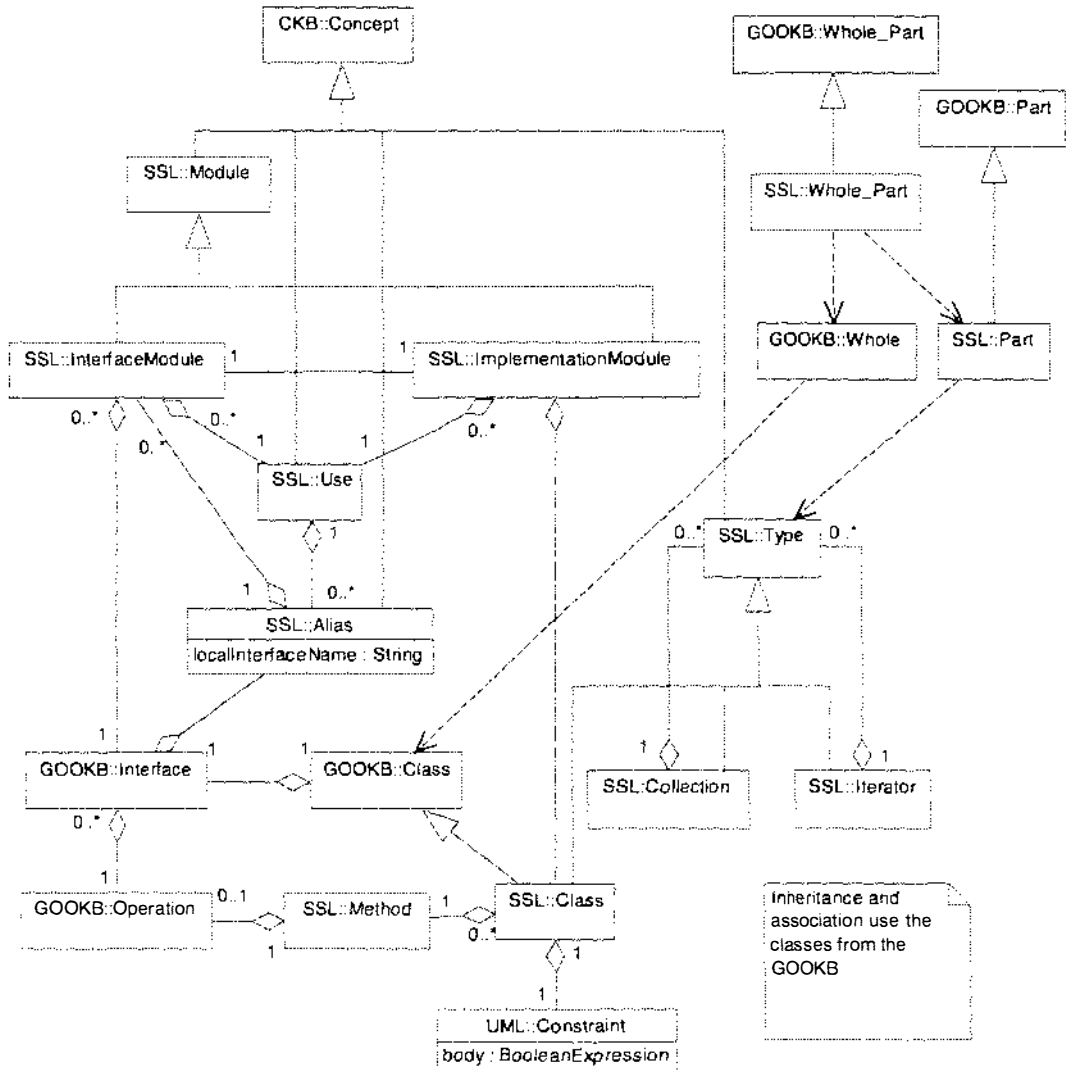 CKB::Concept
GOOKB::Whole_Part
GOOKB::Part
SSL::Module
SSL::Whole_Part
SSL::InterfaceModule
1
1
SSL::ImplementationModule
GOOKB::Whole
SSL::Part
0..*
0..*
0..*
1
1
0..*
SSL::Use
1
0..*
SSL::Type
0..*
1
0..*
SSL::Alias
localInterfaceName : String
1
1
1
GOOKB::Interface
GOOKB::Class
1
1
SSL:Collection
SSL::Iterator
0..*
1
GOOKB::Operation
0..1
1
SSL::Method
1
0..*
SSL::Class
1
1
Inheritance and
association use the
classes from the
GOOKB
UML::Constraint
body : BooleanExpression